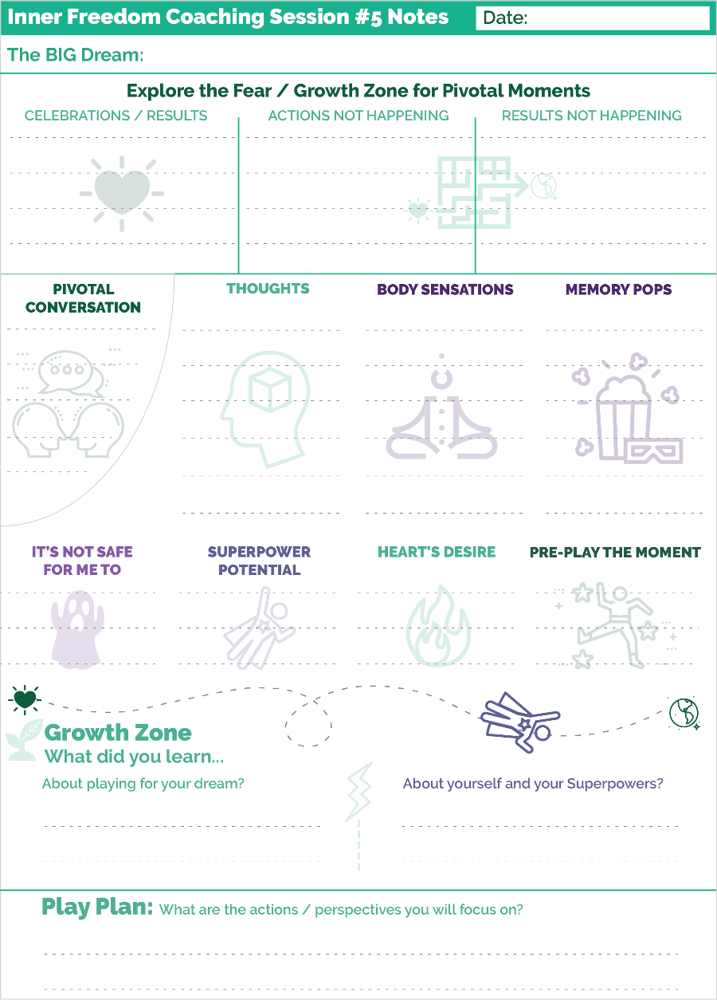 Inner Freedom Coaching Session #5 Notes
Date:
The BIG Dream:
Explore the Fear / Growth Zone for Pivotal Moments
CELEBRATIONS / RESULTS
ACTIONS NOT HAPPENING
RESULTS NOT HAPPENING
PIVOTAL
CONVERSATION
THOUGHTS
BODY SENSATIONS
MEMORY POPS
IT'S NOT SAFE
FOR ME TO
SUPERPOWER
POTENTIAL
HEART'S DESIRE
PRE-PLAY THE MOMENT
Growth Zone
What did you learn...
About playing for your dream?
About yourself and your Superpowers?
Play Plan: What are the actions / perspectives you will focus on?